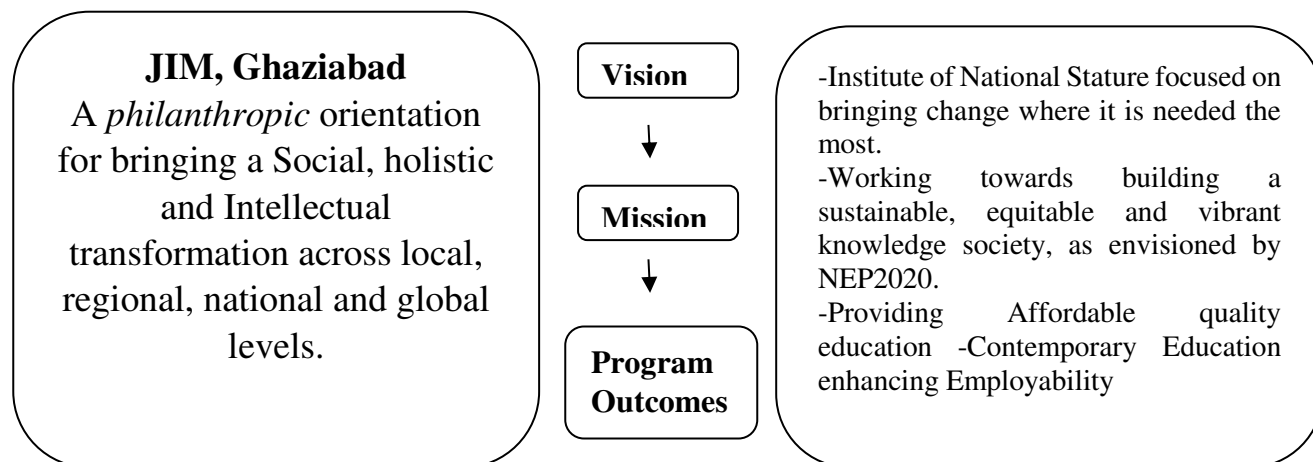 JIM, Ghaziabad
A philanthropic orientation
for bringing a Social, holistic
and Intellectual
transformation across local,
regional, national and global
levels.
Vision
Mission
Program
Outcomes
-Institute of National Stature focused on
bringing change where it is needed the
most.
-Working towards building a
sustainable, equitable and vibrant
knowledge society, as envisioned by
NEP2020.
-Providing Affordable quality
education -Contemporary Education
enhancing Employability